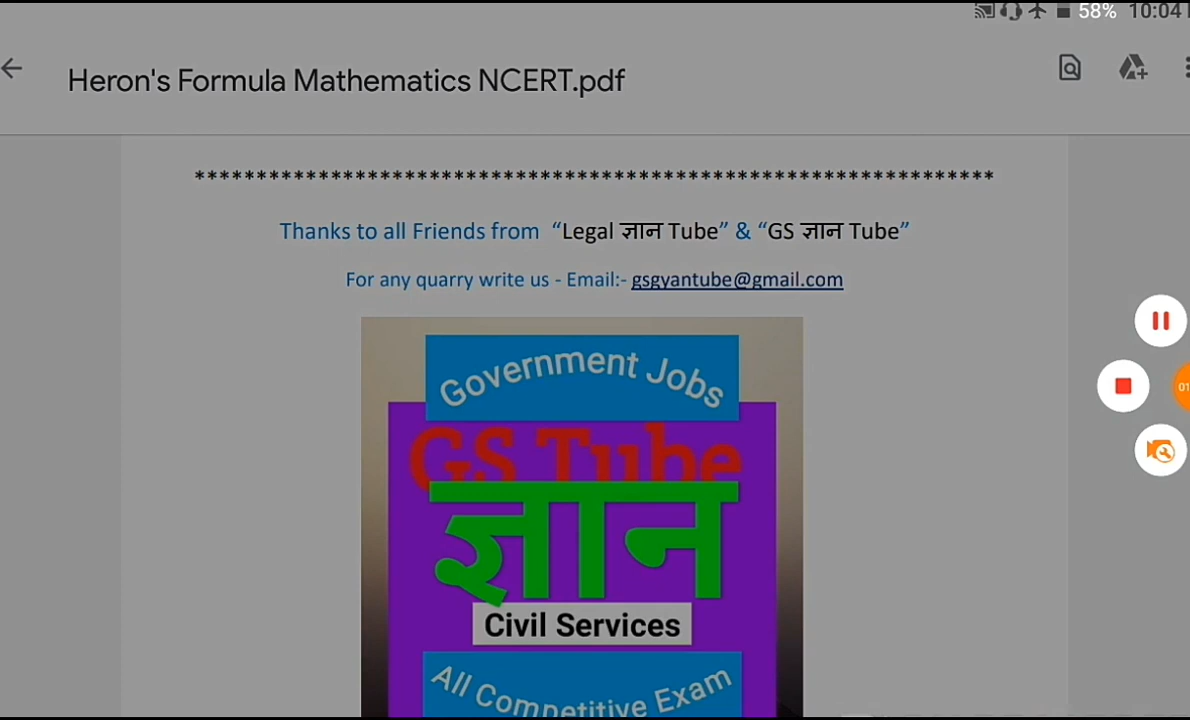 58% 10:04
Heron's Formula Mathematics NCERT.pdf
****************************************************************
Thanks to all Friends from “Legal ज्ञान Tube” & “GS ज्ञान Tube”
For any quarry write us - Email:- gsgyantube@gmail.com
Government Jobs
GS Tube
ज्ञान
Civil Services
All Competitive Exam
01